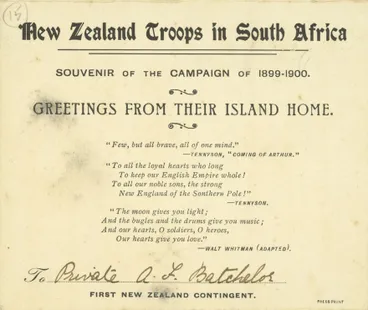 15
New Zealand Troops in South Africa
SOUVENIR OF THE CAMPAIGN OF 1899-1900.
GREETINGS FROM THEIR ISLAND HOME.
"Few, but all brave, all of one mind."
—TENNYSON, "COMING OF ARTHUR."
"To all the loyal hearts who long
To keep our English Empire whole!
To all our noble sons, the strong
New England of the Southern Pole!"
—TENNYSON.
"The moon gives you light;
And the bugles and the drums give you music;
And our hearts, O soldiers, O heroes,
Our hearts give you love."
—WALT WHITMAN (ADAPTED).
To Private A. F. Batchelor
FIRST NEW ZEALAND CONTINGENT.
PRESS PRINT